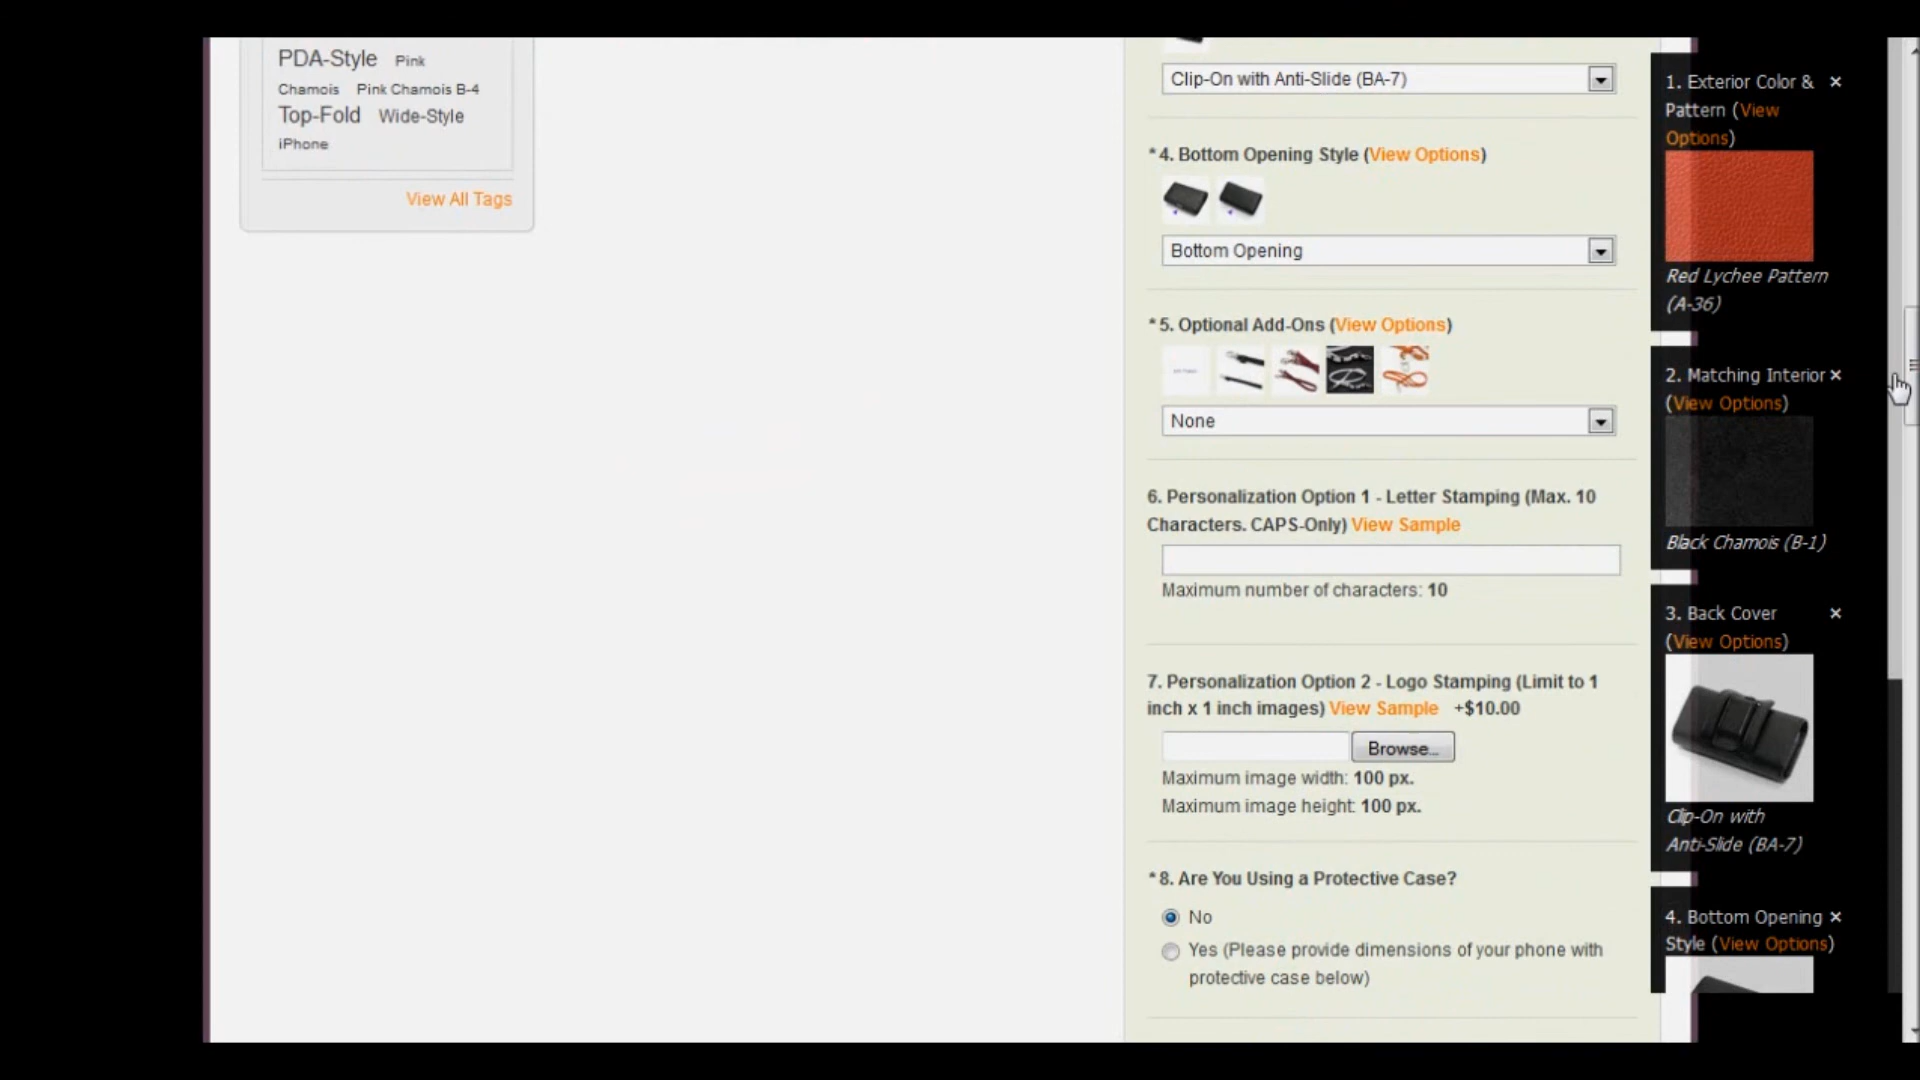 PDA-Style Pink
Chamois Pink Chamois B-4
Top-Fold Wide-Style
iPhone
View All Tags
Clip-On with Anti-Slide (BA-7)
*4. Bottom Opening Style (View Options)
Bottom Opening
*5. Optional Add-Ons (View Options)
None
6. Personalization Option 1 - Letter Stamping (Max. 10
Characters. CAPS-Only) View Sample
Maximum number of characters: 10
7. Personalization Option 2 - Logo Stamping (Limit to 1
inch x 1 inch images) View Sample +$10.00
Browse...
Maximum image width: 100 px.
Maximum image height: 100 px.
*8. Are You Using a Protective Case?
No
Yes (Please provide dimensions of your phone with
protective case below)
1. Exterior Color & ×
Pattern (View
Options)
Red Lychee Pattern
(A-36)
2. Matching Interior ×
(View Options)
Black Chamois (B-1)
3. Back Cover ×
(View Options)
Clip-On with
Anti-Slide (BA-7)
4. Bottom Opening ×
Style (View Options)